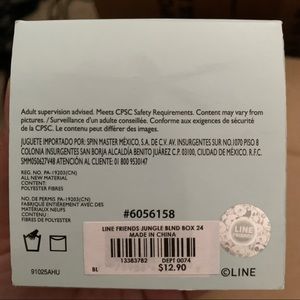 Adult supervision advised. Meets CPSC Safety Requirements. Content may vary from
pictures. / Surveillance d'un adulte conseillée. Conforme aux exigences de sécurité
de la CPSC. Le contenu peut différer des images.
JUGUETE IMPORTADO POR: SPIN MASTER MÉXICO, S.A. DE C.V. AV. INSURGENTES SUR NO.1070 PISO 8
COLONIA INSURGENTES SAN BORJA ALCALDÍA BENITO JUÁREZ C.P. 03100, CIUDAD DE MÉXICO. R.F.C.
SMM050627V48 ATENCIÓN AL CLIENTE: 01 800 9530147
REG. NO. PA-19203(CN)
ALL NEW MATERIAL
CONTENT:
POLYESTER FIBRES
NO. DE PERMIS PA-19203(CN)
FABRIQUÉ ENTIÈREMENT AVEC DES
MATÉRIAUX NEUFS
CONTENU:
FIBRES DE POLYESTER
#6056158
LINE FRIENDS JUNGLE BLND BOX 24
MADE IN CHINA
13383782 DEPT 0074
$12.90
91025AHU
BL
LINE
FRIENDS
©LINE